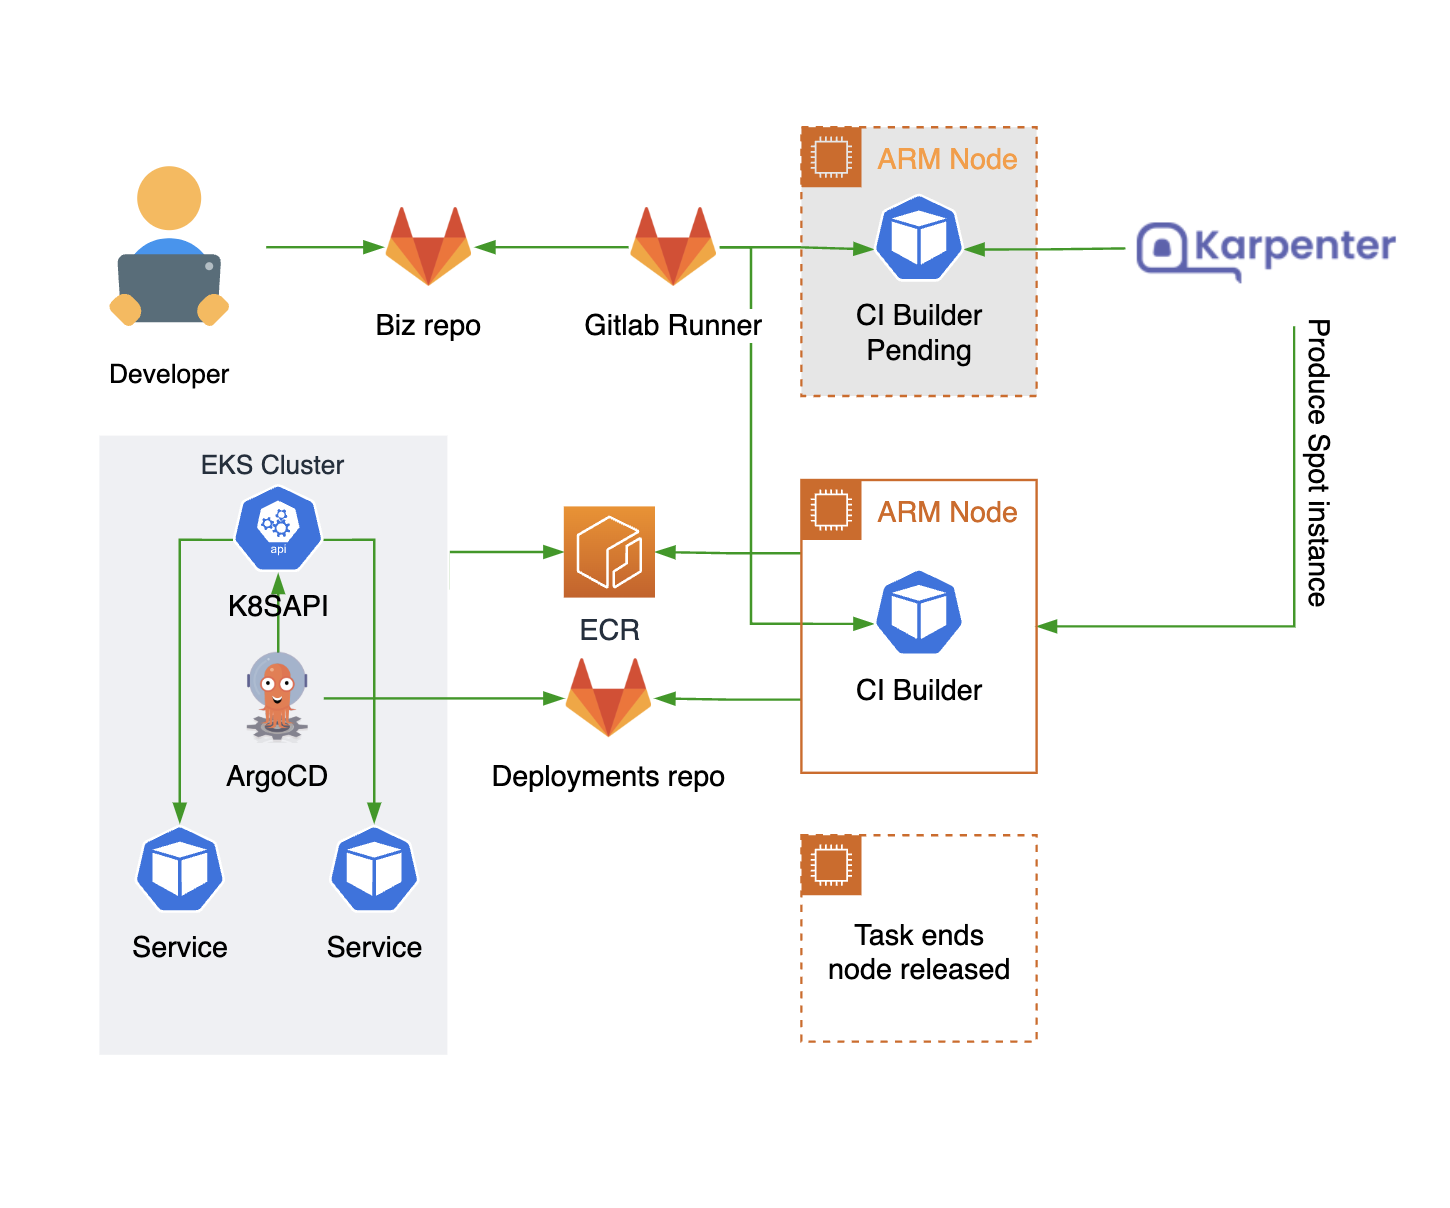 ARM Node
Karpenter
Biz repo
Gitlab Runner
CI Builder
Pending
Developer
Produce Spot instance
EKS Cluster
api
K8SAPI
ECR
ARM Node
CI Builder
ArgoCD
Deployments repo
Service
Service
Task ends
node released